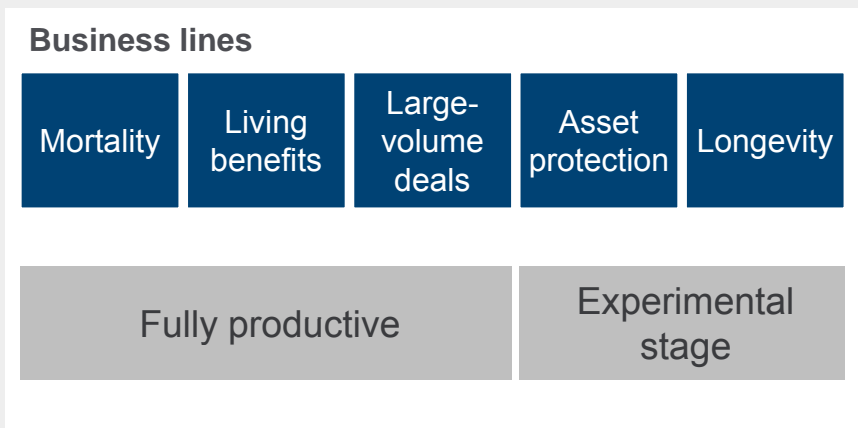 Business lines
Mortality
Living
benefits
Large-
volume
deals
Asset
protection
Longevity
Fully productive
Experimental
stage